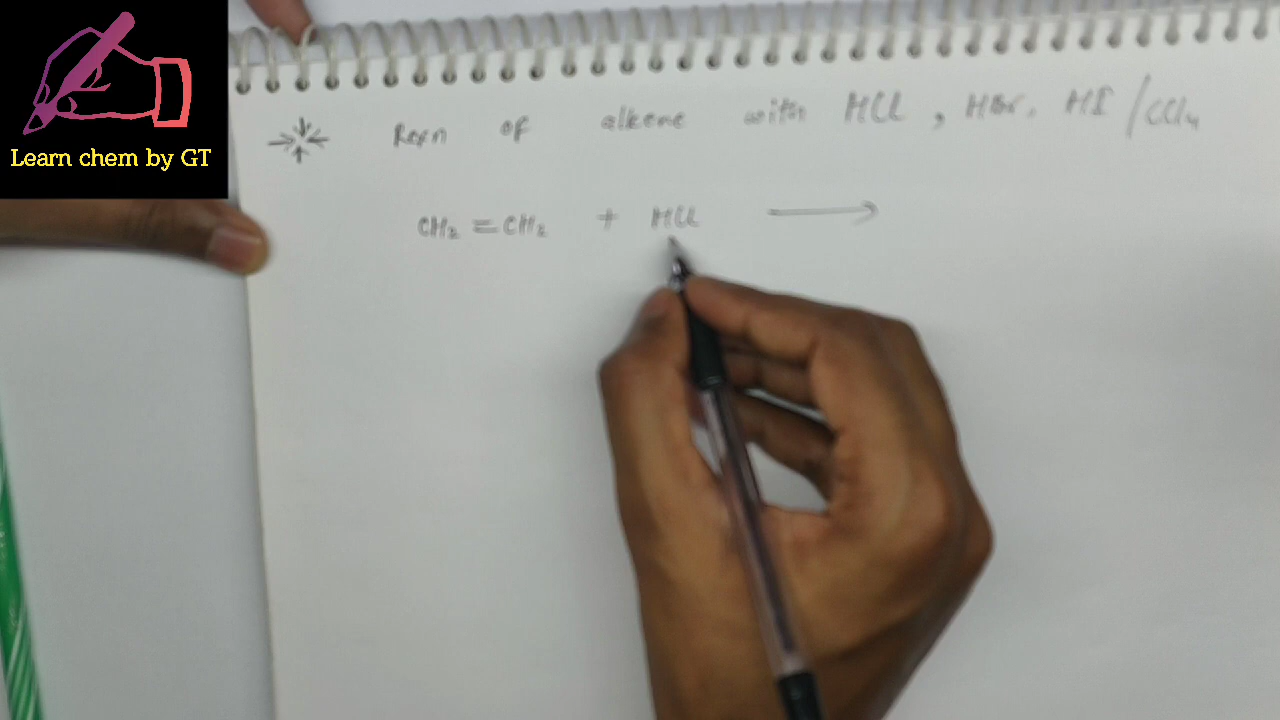 Learn chem by GT
Rexn of alkene with HCl, HBr, HI / CCl₄
CH₂ = CH₂ + HCl ⟶